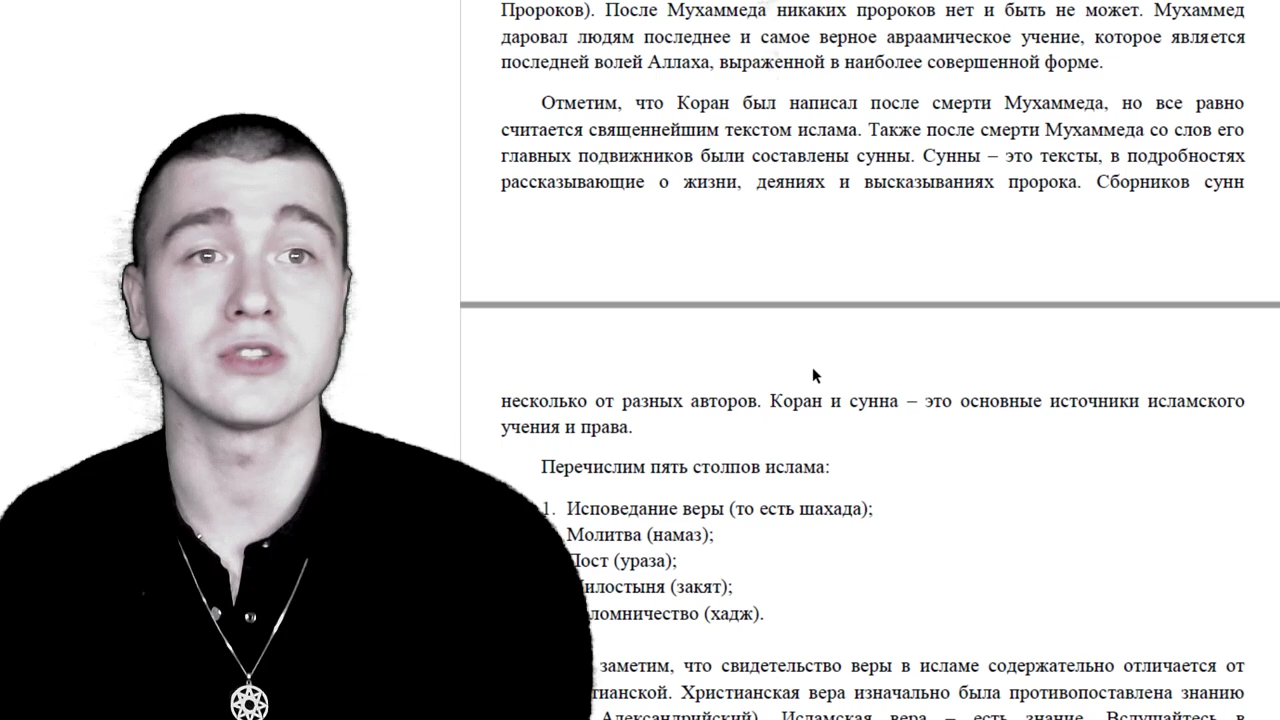 Пророков). После Мухаммеда никаких пророков нет и быть не может. Мухаммед
даровал людям последнее и самое верное авраамическое учение, которое является
последней волей Аллаха, выраженной в наиболее совершенной форме.
Отметим, что Коран был написал после смерти Мухаммеда, но все равно
считается священнейшим текстом ислама. Также после смерти Мухаммеда со слов его
главных подвижников были составлены сунны. Сунны – это тексты, в подробностях
рассказывающие о жизни, деяниях и высказываниях пророка. Сборников сунн
несколько от разных авторов. Коран и сунна – это основные источники исламского
учения и права.
Перечислим пять столпов ислама:
1. Исповедание веры (то есть шахада);
Молитва (намаз);
Пост (ураза);
илостыня (закят);
ломничество (хадж).
заметим, что свидетельство веры в исламе содержательно отличается от
тианской. Христианская вера изначально была противопоставлена знанию
Александрийский). Исламская вера – есть знание. Вслушайтесь в